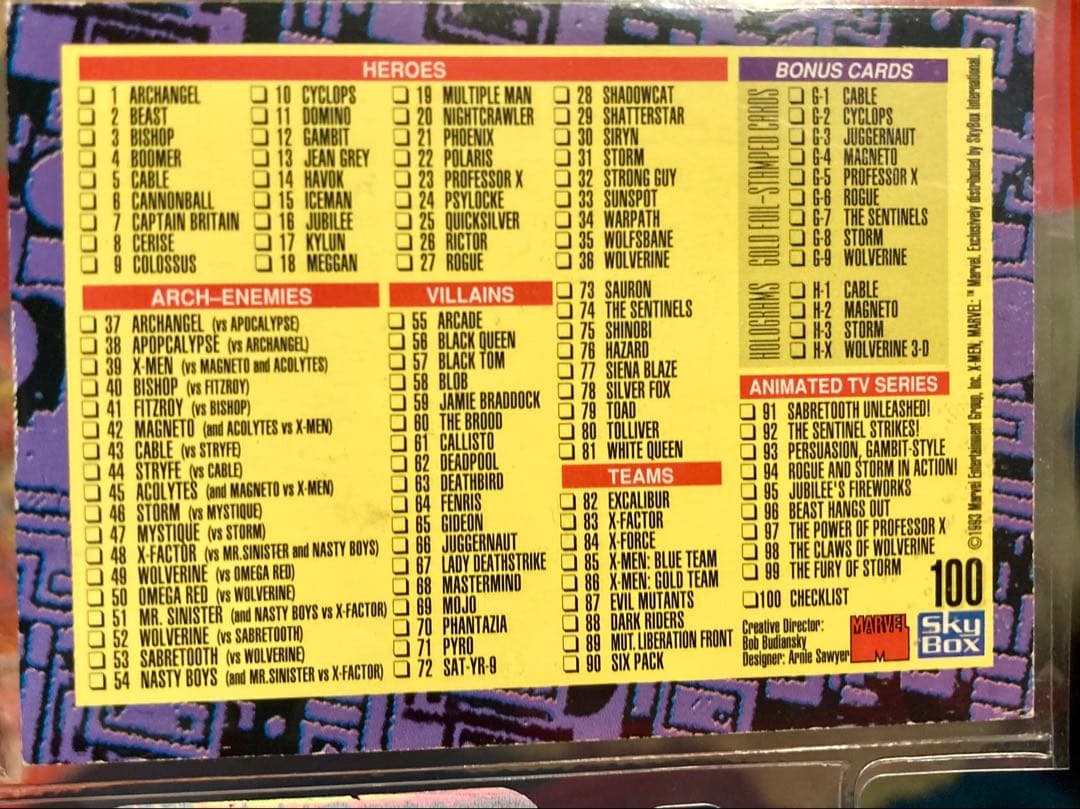 HEROES
1 ARCHANGEL
2 BEAST
3 BISHOP
4 BOOMER
5 CABLE
6 CANNONBALL
7 CAPTAIN BRITAIN
8 CERISE
9 COLOSSUS
10 CYCLOPS
11 DOMINO
12 GAMBIT
13 JEAN GREY
14 HAVOK
15 ICEMAN
16 JUBILEE
17 KYLUN
18 MEGGAN
19 MULTIPLE MAN
20 NIGHTCRAWLER
21 PHOENIX
22 POLARIS
23 PROFESSOR X
24 PSYLOCKE
25 QUICKSILVER
26 RICTOR
27 ROGUE
28 SHADOWCAT
29 SHATTERSTAR
30 SIRYN
31 STORM
32 STRONG GUY
33 SUNSPOT
34 WARPATH
35 WOLFSBANE
36 WOLVERINE
ARCH-ENEMIES
37 ARCHANGEL (vs APOCALYPSE)
38 APOPCALYPSE (vs ARCHANGEL)
39 X-MEN (vs MAGNETO and ACOLYTES)
40 BISHOP (vs FITZROY)
41 FITZROY (vs BISHOP)
42 MAGNETO (and ACOLYTES vs X-MEN)
43 CABLE (vs STRYFE)
44 STRYFE (vs CABLE)
45 ACOLYTES (and MAGNETO vs X-MEN)
46 STORM (vs MYSTIQUE)
47 MYSTIQUE (vs STORM)
48 X-FACTOR (vs MR.SINISTER and NASTY BOYS)
49 WOLVERINE (vs OMEGA RED)
50 OMEGA RED (vs WOLVERINE)
51 MR. SINISTER (and NASTY BOYS vs X-FACTOR)
52 WOLVERINE (vs SABRETOOTH)
53 SABRETOOTH (vs WOLVERINE)
54 NASTY BOYS (and MR.SINISTER vs X-FACTOR)
VILLAINS
55 ARCADE
56 BLACK QUEEN
57 BLACK TOM
58 BLOB
59 JAMIE BRADDOCK
60 THE BROOD
61 CALLISTO
62 DEADPOOL
63 DEATHBIRD
64 FENRIS
65 GIDEON
66 JUGGERNAUT
67 LADY DEATHSTRIKE
68 MASTERMIND
69 MOJO
70 PHANTAZIA
71 PYRO
72 SAT-YR-9
73 SAURON
74 THE SENTINELS
75 SHINOBI
76 HAZARD
77 SIENA BLAZE
78 SILVER FOX
79 TOAD
80 TOLLIVER
81 WHITE QUEEN
TEAMS
82 EXCALIBUR
83 X-FACTOR
84 X-FORCE
85 X-MEN: BLUE TEAM
86 X-MEN: GOLD TEAM
87 EVIL MUTANTS
88 DARK RIDERS
89 MUT. LIBERATION FRONT
90 SIX PACK
BONUS CARDS
GOLD FOIL-STAMPED CARDS
G-1 CABLE
G-2 CYCLOPS
G-3 JUGGERNAUT
G-4 MAGNETO
G-5 PROFESSOR X
G-6 ROGUE
G-7 THE SENTINELS
G-8 STORM
G-9 WOLVERINE
HOLOGRAMS
H-1 CABLE
H-2 MAGNETO
H-3 STORM
H-X WOLVERINE 3-D
ANIMATED TV SERIES
91 SABRETOOTH UNLEASHED!
92 THE SENTINEL STRIKES!
93 PERSUASION, GAMBIT-STYLE
94 ROGUE AND STORM IN ACTION!
95 JUBILEE'S FIREWORKS
96 BEAST HANGS OUT
97 THE POWER OF PROFESSOR X
98 THE CLAWS OF WOLVERINE
99 THE FURY OF STORM
100 CHECKLIST
100
Creative Director:
Bob Budiansky
Designer: Arnie Sawyer
MARVEL
M
Sky
Box
©1993 Marvel Entertainment Group, Inc. X-MEN, MARVEL: ™ Marvel. Exclusively distributed by SkyBox International.